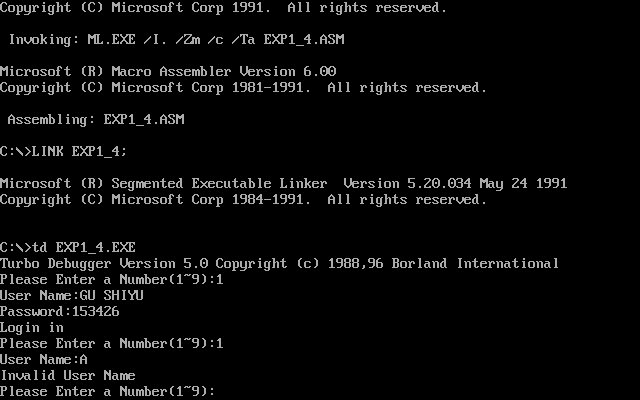 Copyright (C) Microsoft Corp 1991.  All rights reserved.
Invoking: ML.EXE /I. /Zm /c /Ta EXP1_4.ASM
Microsoft (R) Macro Assembler Version 6.00
Copyright (C) Microsoft Corp 1981-1991.  All rights reserved.
Assembling: EXP1_4.ASM
C:\>LINK EXP1_4;
Microsoft (R) Segmented Executable Linker  Version 5.20.034 May 24 1991
Copyright (C) Microsoft Corp 1984-1991.  All rights reserved.
C:\>td EXP1_4.EXE
Turbo Debugger Version 5.0 Copyright (c) 1988,96 Borland International
Please Enter a Number(1~9):1
User Name:GU SHIYU
Password:153426
Login in
Please Enter a Number(1~9):1
User Name:A
Invalid User Name
Please Enter a Number(1~9):